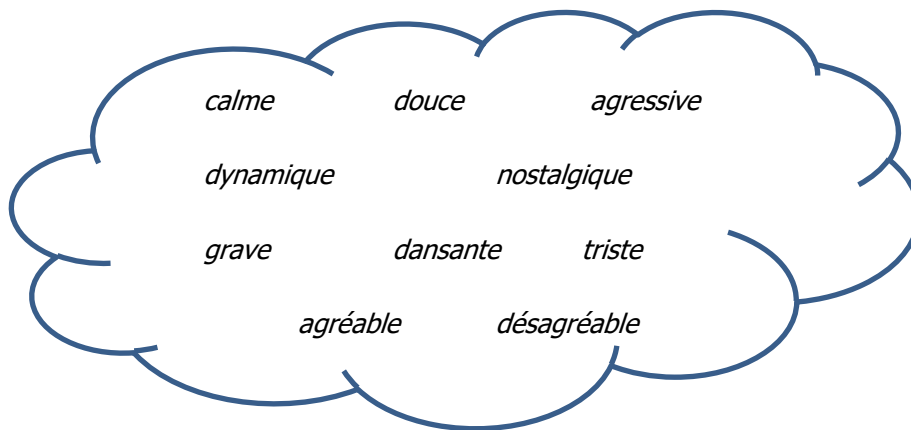 calme douce agressive
dynamique nostalgique
grave dansante triste
agréable désagréable